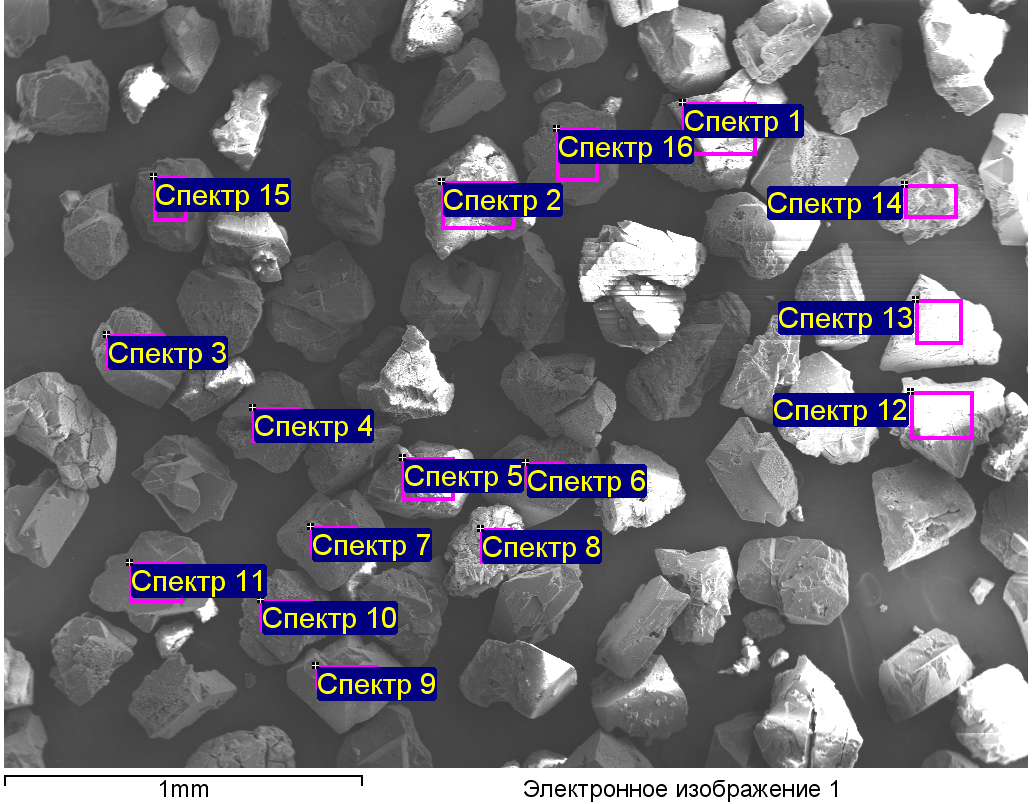 Спектр 1
Спектр 16
Спектр 15
Спектр 2
Спектр 14
Спектр 13
Спектр 3
Спектр 12
Спектр 4
Спектр 5
Спектр 6
Спектр 7
Спектр 8
Спектр 11
Спектр 10
Спектр 9
1mm
Электронное изображение 1